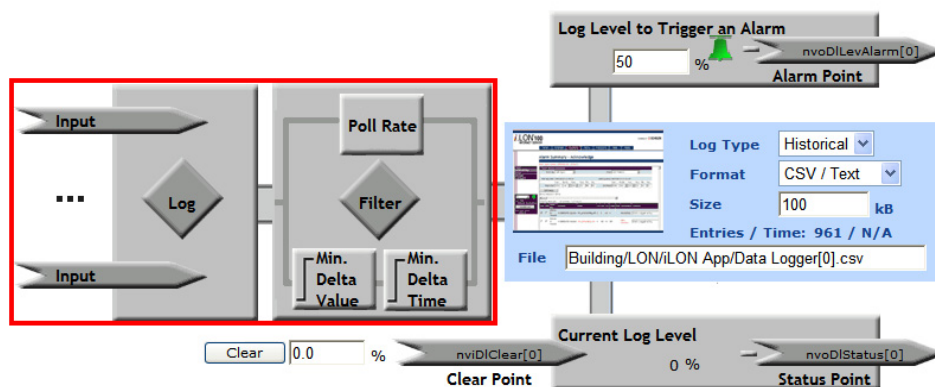 Log Level to Trigger an Alarm
50 %
nvoDlLevAlarm[0]
Alarm Point
Input
...
Input
Log
Poll Rate
Filter
Min. Delta Value
Min. Delta Time
i.LON 100
Log Type Historical
Format CSV / Text
Size 100 kB
Entries / Time: 961 / N/A
File Building/LON/iLON App/Data Logger[0].csv
Clear 0.0 %
nviDlClear[0]
Clear Point
Current Log Level
0 %
nvoDlStatus[0]
Status Point